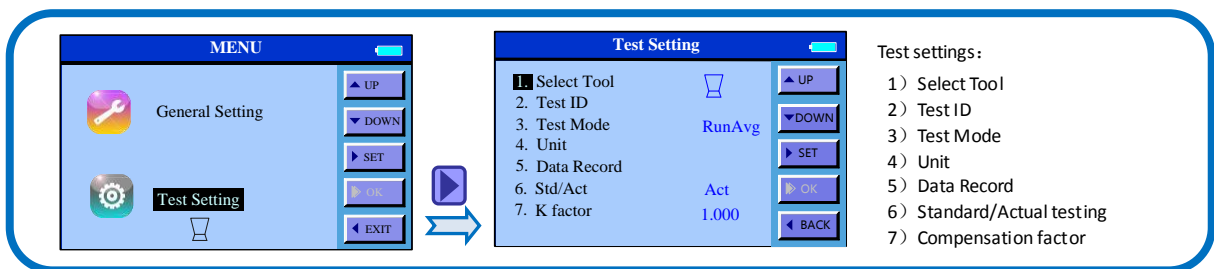 MENU
General Setting
Test Setting
UP
DOWN
SET
OK
EXIT
Test Setting
1. Select Tool
2. Test ID
3. Test Mode RunAvg
4. Unit
5. Data Record
6. Std/Act Act
7. K factor 1.000
UP
DOWN
SET
OK
BACK
Test settings：
1）Select Tool
2）Test ID
3）Test Mode
4）Unit
5）Data Record
6）Standard/Actual testing
7）Compensation factor